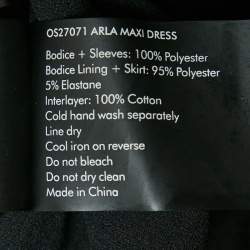 OS27071 ARLA MAXI DRESS
Bodice + Sleeves: 100% Polyester
Bodice Lining + Skirt: 95% Polyester
5% Elastane
Interlayer: 100% Cotton
Cold hand wash separately
Line dry
Cool iron on reverse
Do not bleach
Do not dry clean
Made in China